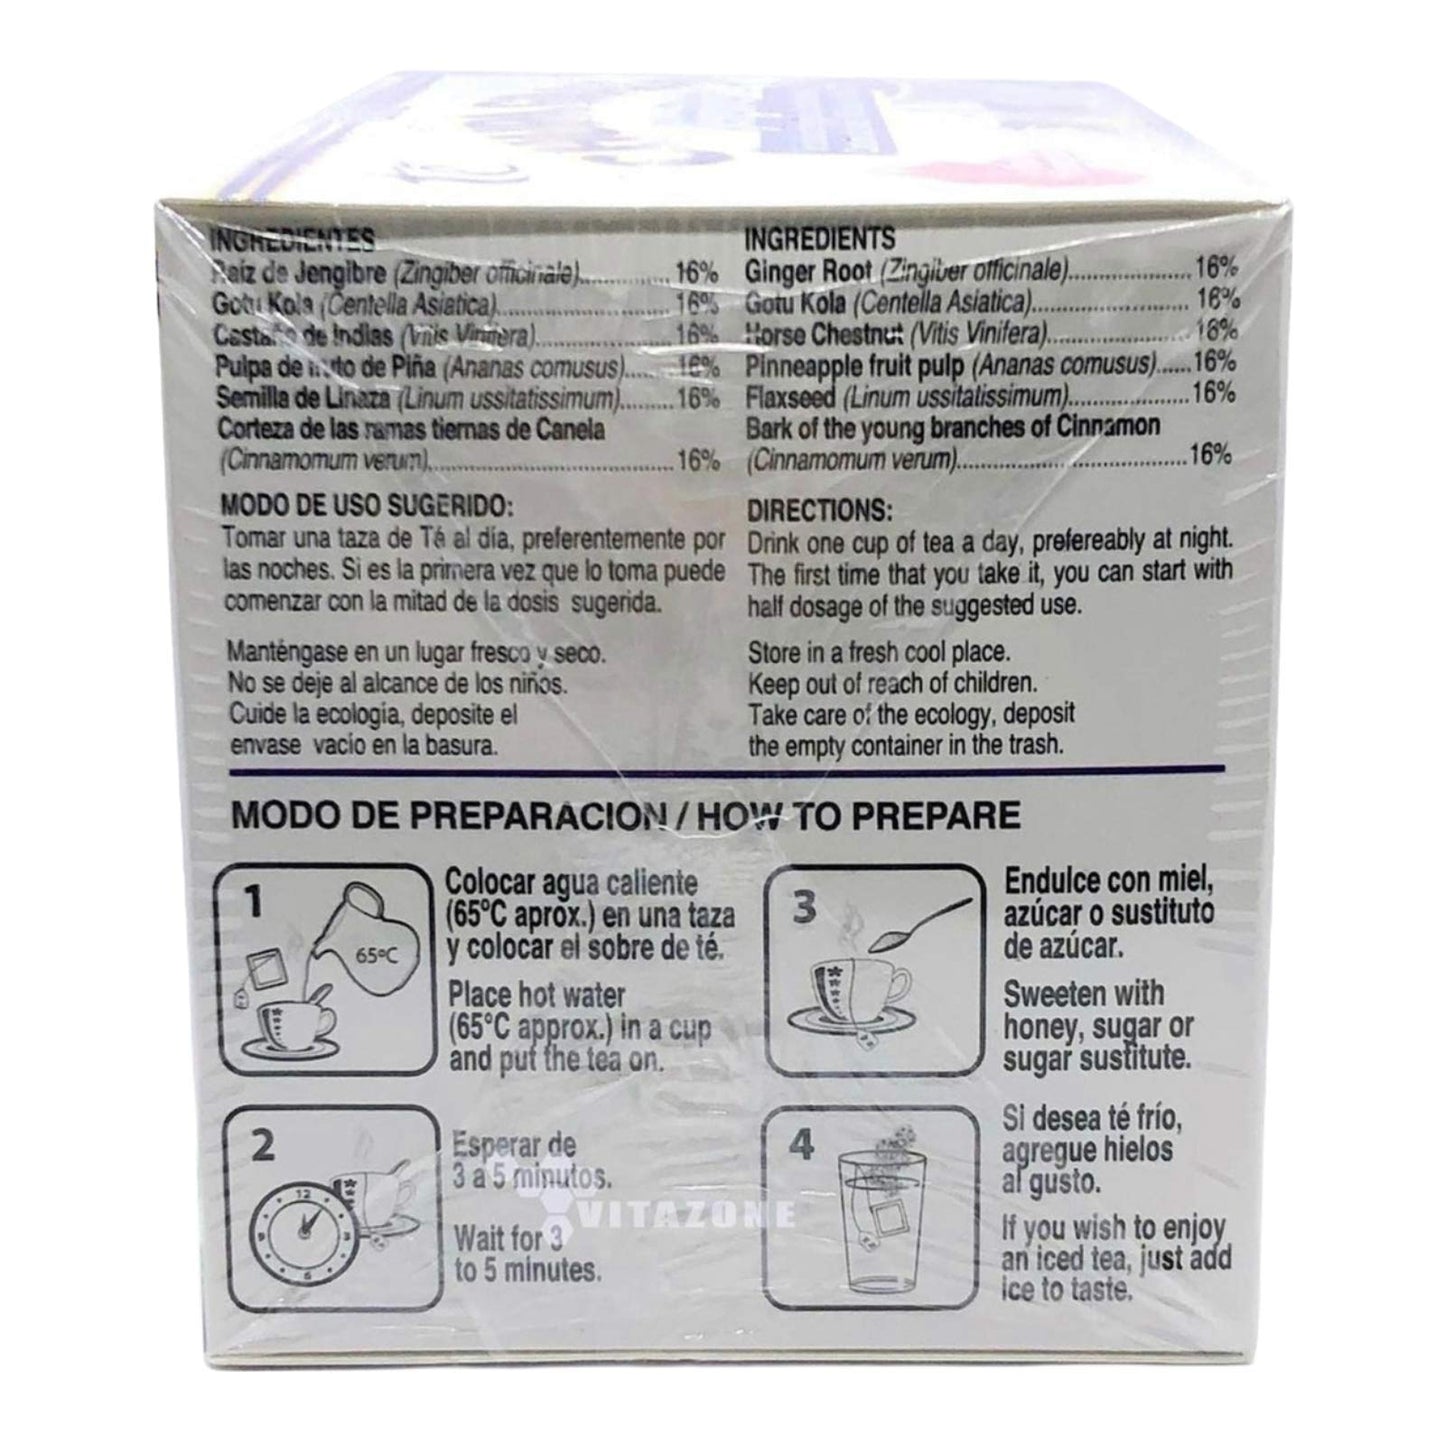 INGREDIENTES
Raíz de Jengibre (Zingiber officinale)............... 16%
Gotu Kola (Centella Asiatica)............................ 16%
Castaño de Indias (Vitis Vinifera)..................... 16%
Pulpa de fruto de Piña (Ananas comusus)....... 16%
Semilla de Linaza (Linum ussitatissimum)......... 16%
Corteza de las ramas tiernas de Canela
(Cinnamomum verum)...................................... 16%
MODO DE USO SUGERIDO:
Tomar una taza de Té al día, preferentemente por
las noches. Si es la primera vez que lo toma puede
comenzar con la mitad de la dosis sugerida.
Manténgase en un lugar fresco y seco.
No se deje al alcance de los niños.
Cuide la ecología, deposite el
envase vacío en la basura.
INGREDIENTS
Ginger Root (Zingiber officinale).................... 16%
Gotu Kola (Centella Asiatica).......................... 16%
Horse Chestnut (Vitis Vinifera)........................ 16%
Pinneapple fruit pulp (Ananas comusus)...... 16%
Flaxseed (Linum ussitatissimum).................... 16%
Bark of the young branches of Cinnamon
(Cinnamomum verum)..................................... 16%
DIRECTIONS:
Drink one cup of tea a day, prefereably at night.
The first time that you take it, you can start with
half dosage of the suggested use.
Store in a fresh cool place.
Keep out of reach of children.
Take care of the ecology, deposit
the empty container in the trash.
MODO DE PREPARACION / HOW TO PREPARE
1
65ºC
Colocar agua caliente
(65ºC aprox.) en una taza
y colocar el sobre de té.
Place hot water
(65ºC approx.) in a cup
and put the tea on.
2
12
3
6
9
Esperar de
3 a 5 minutos.
Wait for 3
to 5 minutes.
VITAZONE
3
Endulce con miel,
azúcar o sustituto
de azúcar.
Sweeten with
honey, sugar or
sugar sustitute.
4
Si desea té frío,
agregue hielos
al gusto.
If you wish to enjoy
an iced tea, just add
ice to taste.